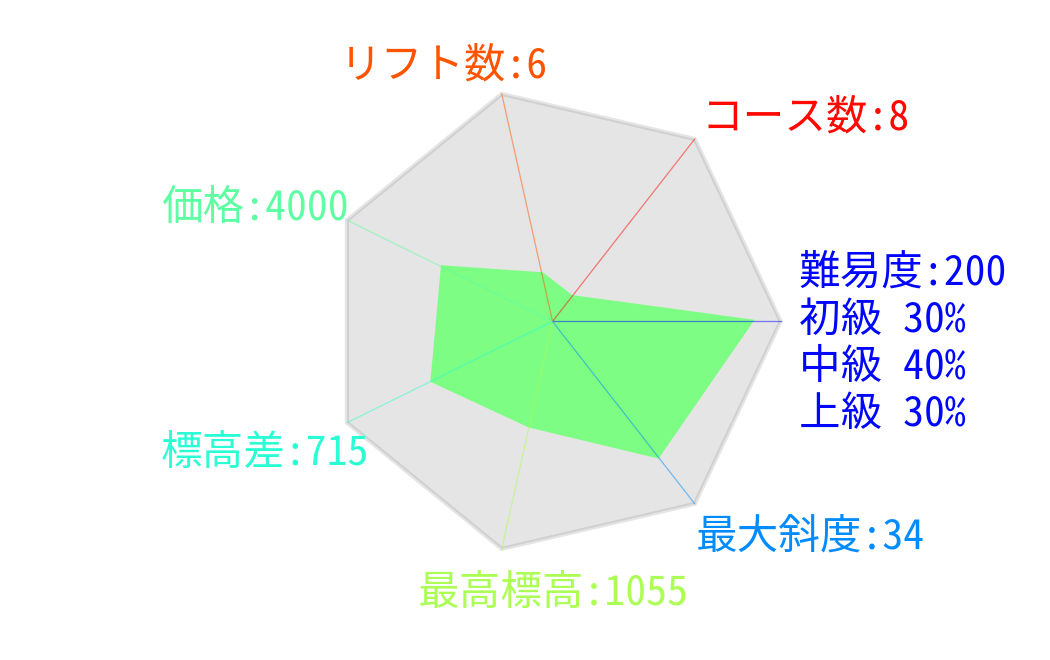 リフト数:6
コース数:8
価格:4000
難易度:200
初級 30%
中級 40%
上級 30%
標高差:715
最大斜度:34
最高標高:1055